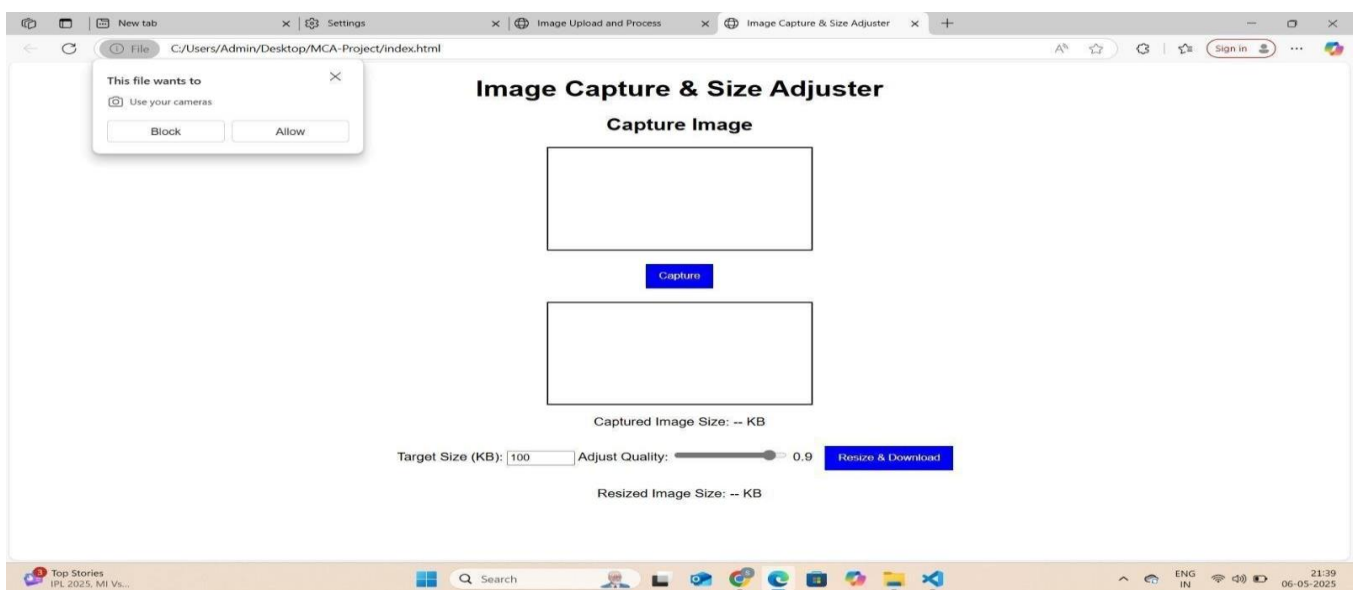 New tab
Settings
Image Upload and Process
Image Capture & Size Adjuster
File
C:/Users/Admin/Desktop/MCA-Project/index.html
Sign in
This file wants to
Use your cameras
Block
Allow
Image Capture & Size Adjuster
Capture Image
Capture
Captured Image Size: -- KB
Target Size (KB): 100 Adjust Quality: 0.9 Resize & Download
Resized Image Size: -- KB
3
Top Stories
IPL 2025, MI Vs...
Search
ENG
IN
21:39
06-05-2025